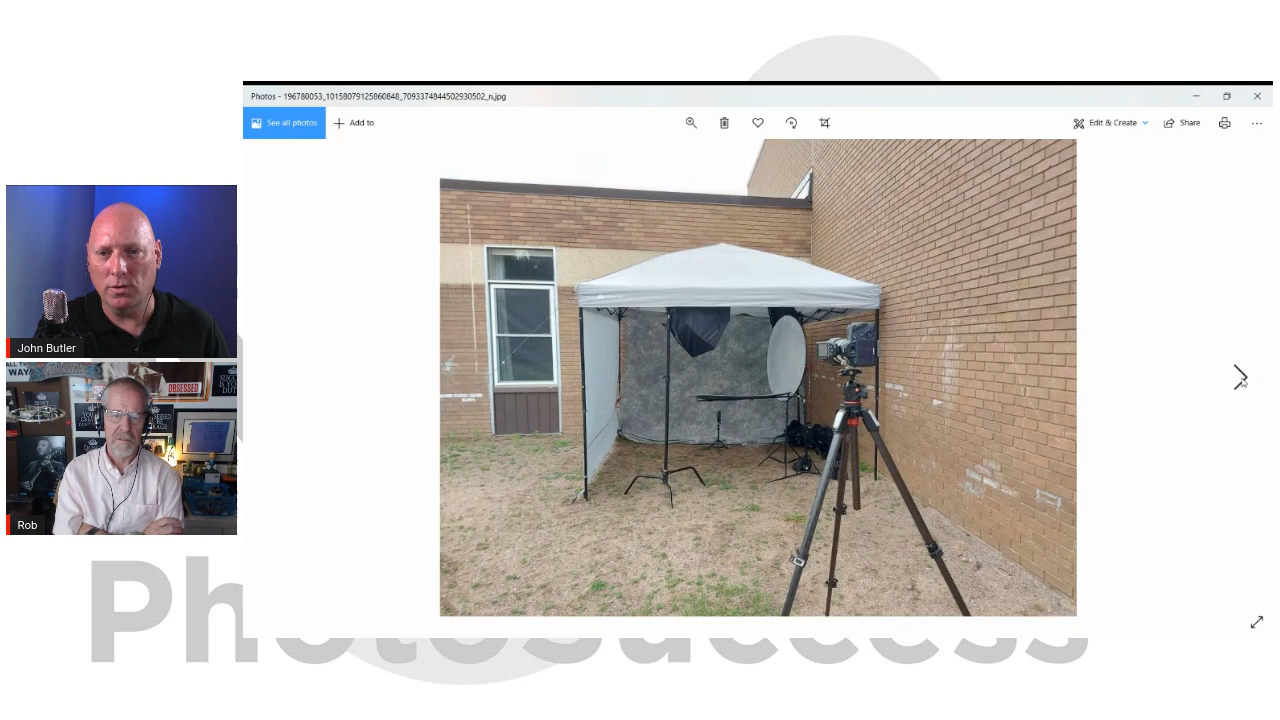 Photos - 196780053_10158079125860848_7093374844502930502_n.jpg
See all photos
Add to
Edit & Create
Share
John Butler
OBSESSED
Rob
PhotoSuccess